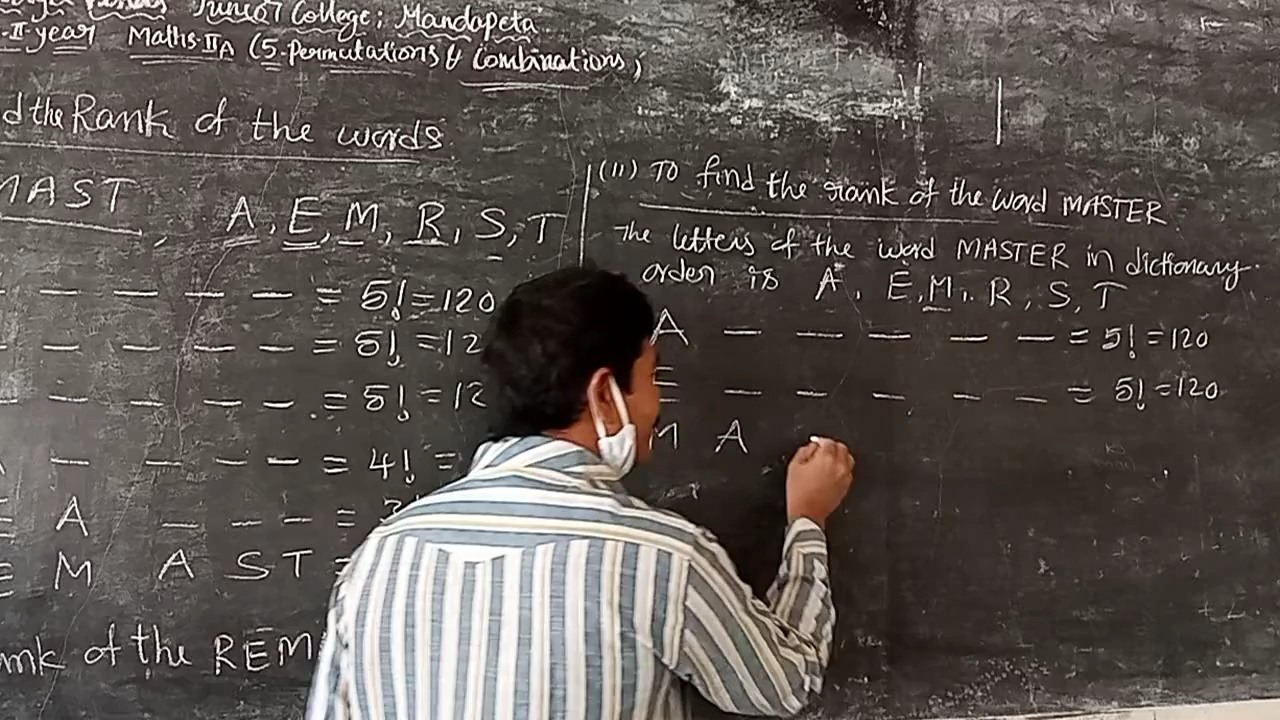 Junior College; Mandapeta
II-year Maths-IIA (5.Permutations & Combinations;
d the Rank of the words
MAST A, E, M, R, S, T
— — — — — = 5! = 120
— — — — — = 5! = 12
— — — — — = 5! = 12
— — — — = 4! =
E A — — — =
E M A S T =
nk of the REM
(11) To find the rank of the word MASTER
The letters of the word MASTER in dictionary
order is A, E, M, R, S, T
A — — — — — = 5! = 120
E — — — — — = 5! = 120
M A